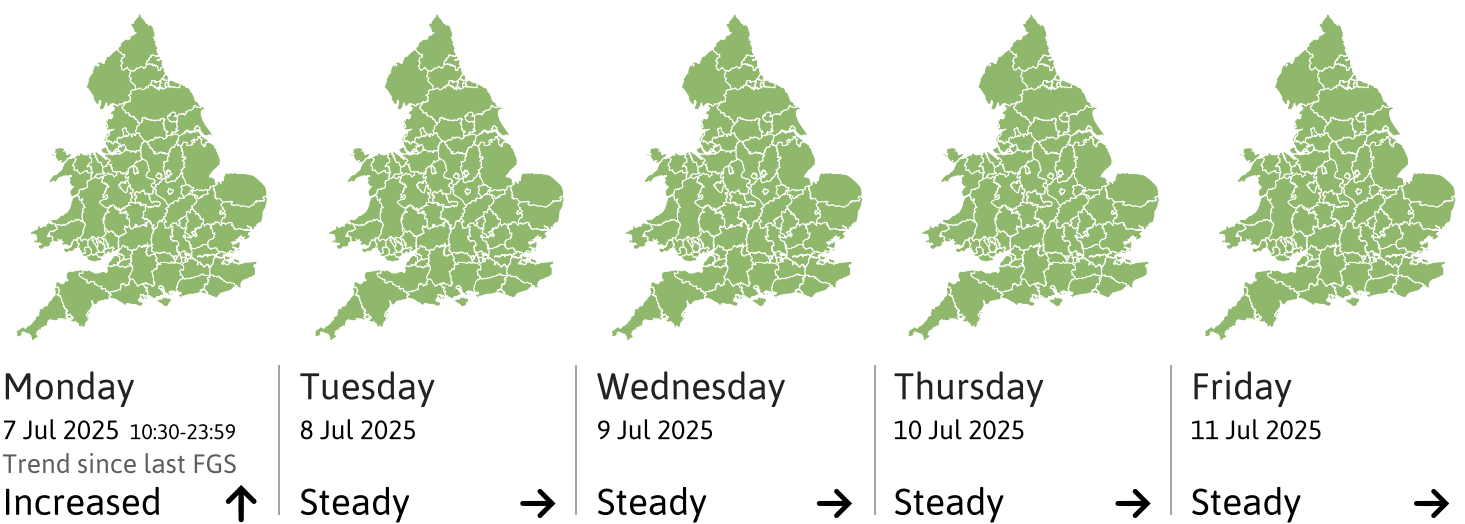 Monday
7 Jul 2025 10:30-23:59
Trend since last FGS
Increased
Tuesday
8 Jul 2025
Steady
Wednesday
9 Jul 2025
Steady
Thursday
10 Jul 2025
Steady
Friday
11 Jul 2025
Steady